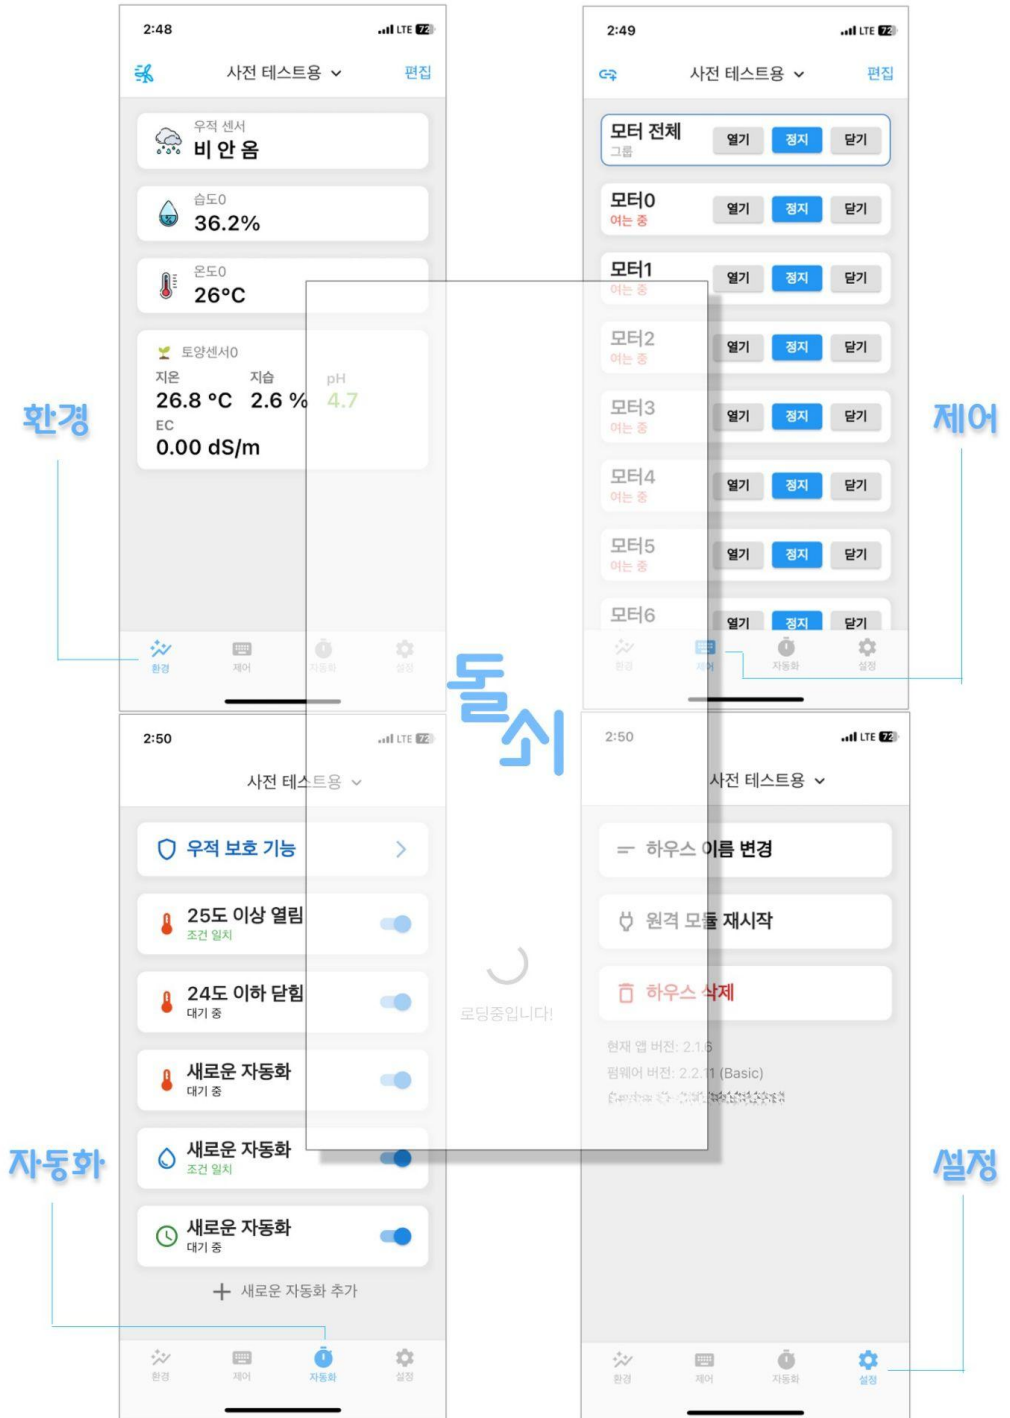 2:48
LTE 72
사전 테스트용
편집
우적 센서
비 안 옴
습도0
36.2%
온도0
26°C
토양센서0
지온 지습 pH
26.8 °C 2.6 % 4.7
EC
0.00 dS/m
환경 제어 자동화 설정
환경
2:49
LTE 72
사전 테스트용
편집
모터 전체
그룹
열기 정지 닫기
모터0
여는 중
열기 정지 닫기
모터1
여는 중
열기 정지 닫기
모터2
여는 중
열기 정지 닫기
모터3
여는 중
열기 정지 닫기
모터4
여는 중
열기 정지 닫기
모터5
여는 중
열기 정지 닫기
모터6
열기 정지 닫기
환경 제어 자동화 설정
제어
돌쇠
로딩중입니다!
2:50
LTE 72
사전 테스트용
우적 보호 기능
25도 이상 열림
조건 일치
24도 이하 닫힘
대기 중
새로운 자동화
대기 중
새로운 자동화
조건 일치
새로운 자동화
대기 중
새로운 자동화 추가
환경 제어 자동화 설정
자동화
2:50
LTE 72
사전 테스트용
하우스 이름 변경
원격 모듈 재시작
하우스 삭제
현재 앱 버전: 2.1.6
펌웨어 버전: 2.2.11 (Basic)
환경 제어 자동화 설정
설정